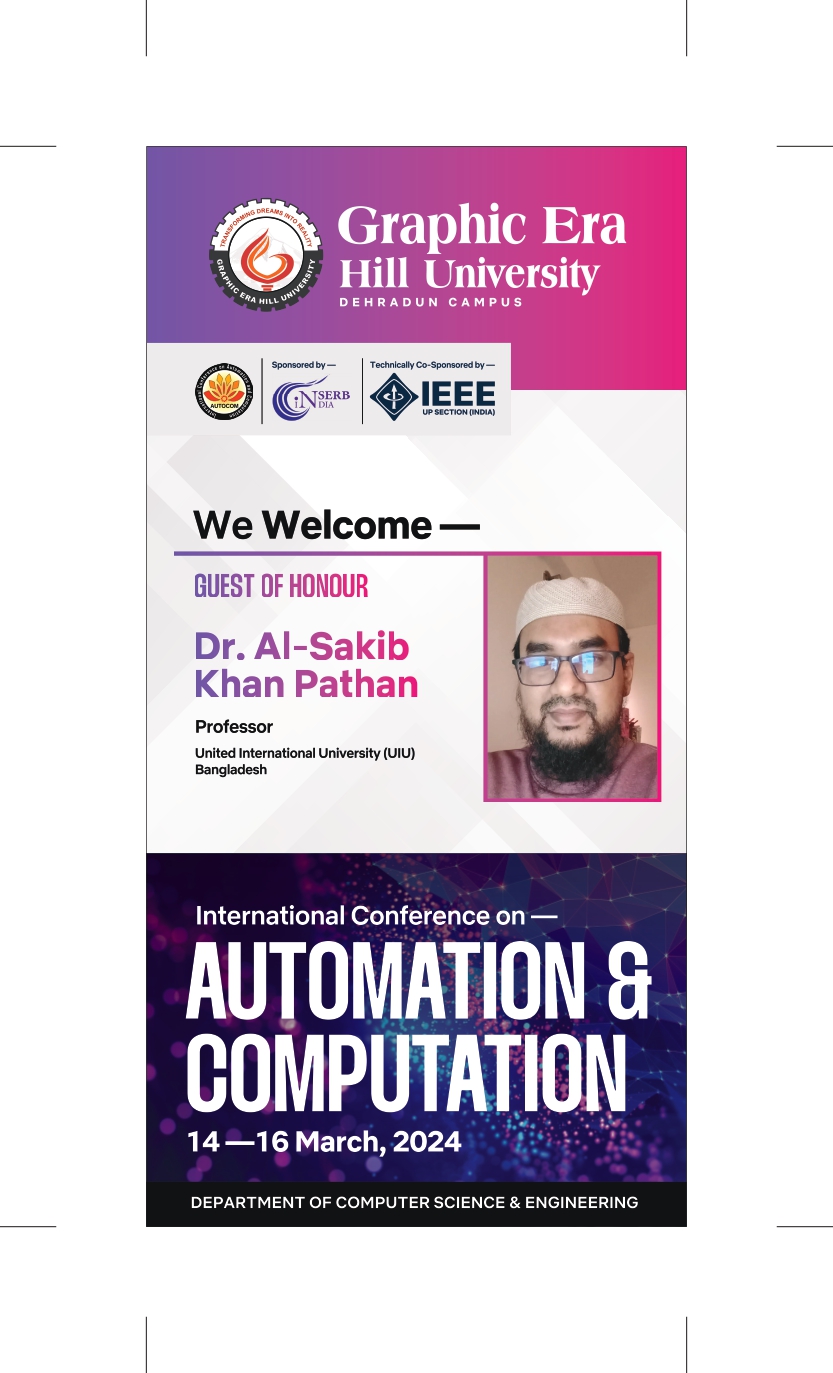 TRANSFORMING DREAMS INTO REALITY
GRAPHIC ERA HILL UNIVERSITY
Graphic Era
Hill University
DEHRADUN CAMPUS
AUTOCOM
Sponsored by —
iNSERB
DIA
Technically Co-Sponsored by —
IEEE
UP SECTION (INDIA)
We Welcome —
GUEST OF HONOUR
Dr. Al-Sakib
Khan Pathan
Professor
United International University (UIU)
Bangladesh
International Conference on —
AUTOMATION &
COMPUTATION
14 —16 March, 2024
DEPARTMENT OF COMPUTER SCIENCE & ENGINEERING